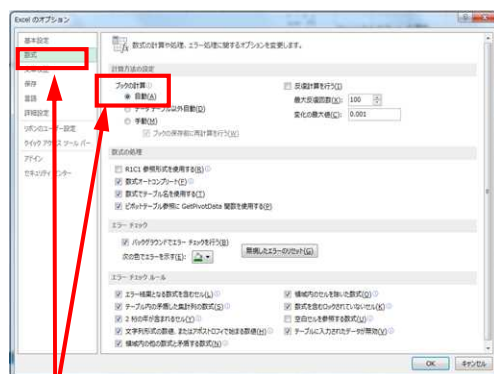 Excel のオプション
基本設定
数式
保存
言語
詳細設定
リボンのユーザー設定
クイック アクセス ツール バー
アドイン
セキュリティ センター
数式の計算や処理、エラー処理に関するオプションを変更します。
計算方法の設定
ブックの計算
自動(A)
データ テーブル以外自動(D)
手動(M)
ブックの保存前に再計算を行う(W)
反復計算を行う(I)
最大反復回数(X): 100
変化の最大値(C): 0.001
数式の処理
R1C1 参照形式を使用する(R)
数式オートコンプリート(F)
数式でテーブル名を使用する(T)
ピボットテーブル参照に GetPivotData 関数を使用する(P)
エラー チェック
バックグラウンドでエラー チェックを行う(B)
次の色でエラーを示す(E):
無視したエラーのリセット(G)
エラー チェック ルール
エラー結果となる数式を含むセル(L)
テーブル内の矛盾した集計列の数式(S)
2 桁の年が含まれるセル(Y)
文字列形式の数値、またはアポストロフィで始まる数値(H)
領域内の他の数式と矛盾する数式(N)
領域内のセルを除いた数式(O)
数式を含むロックされていないセル(K)
空白セルを参照する数式(U)
テーブルに入力されたデータが無効(V)
OK
キャンセル